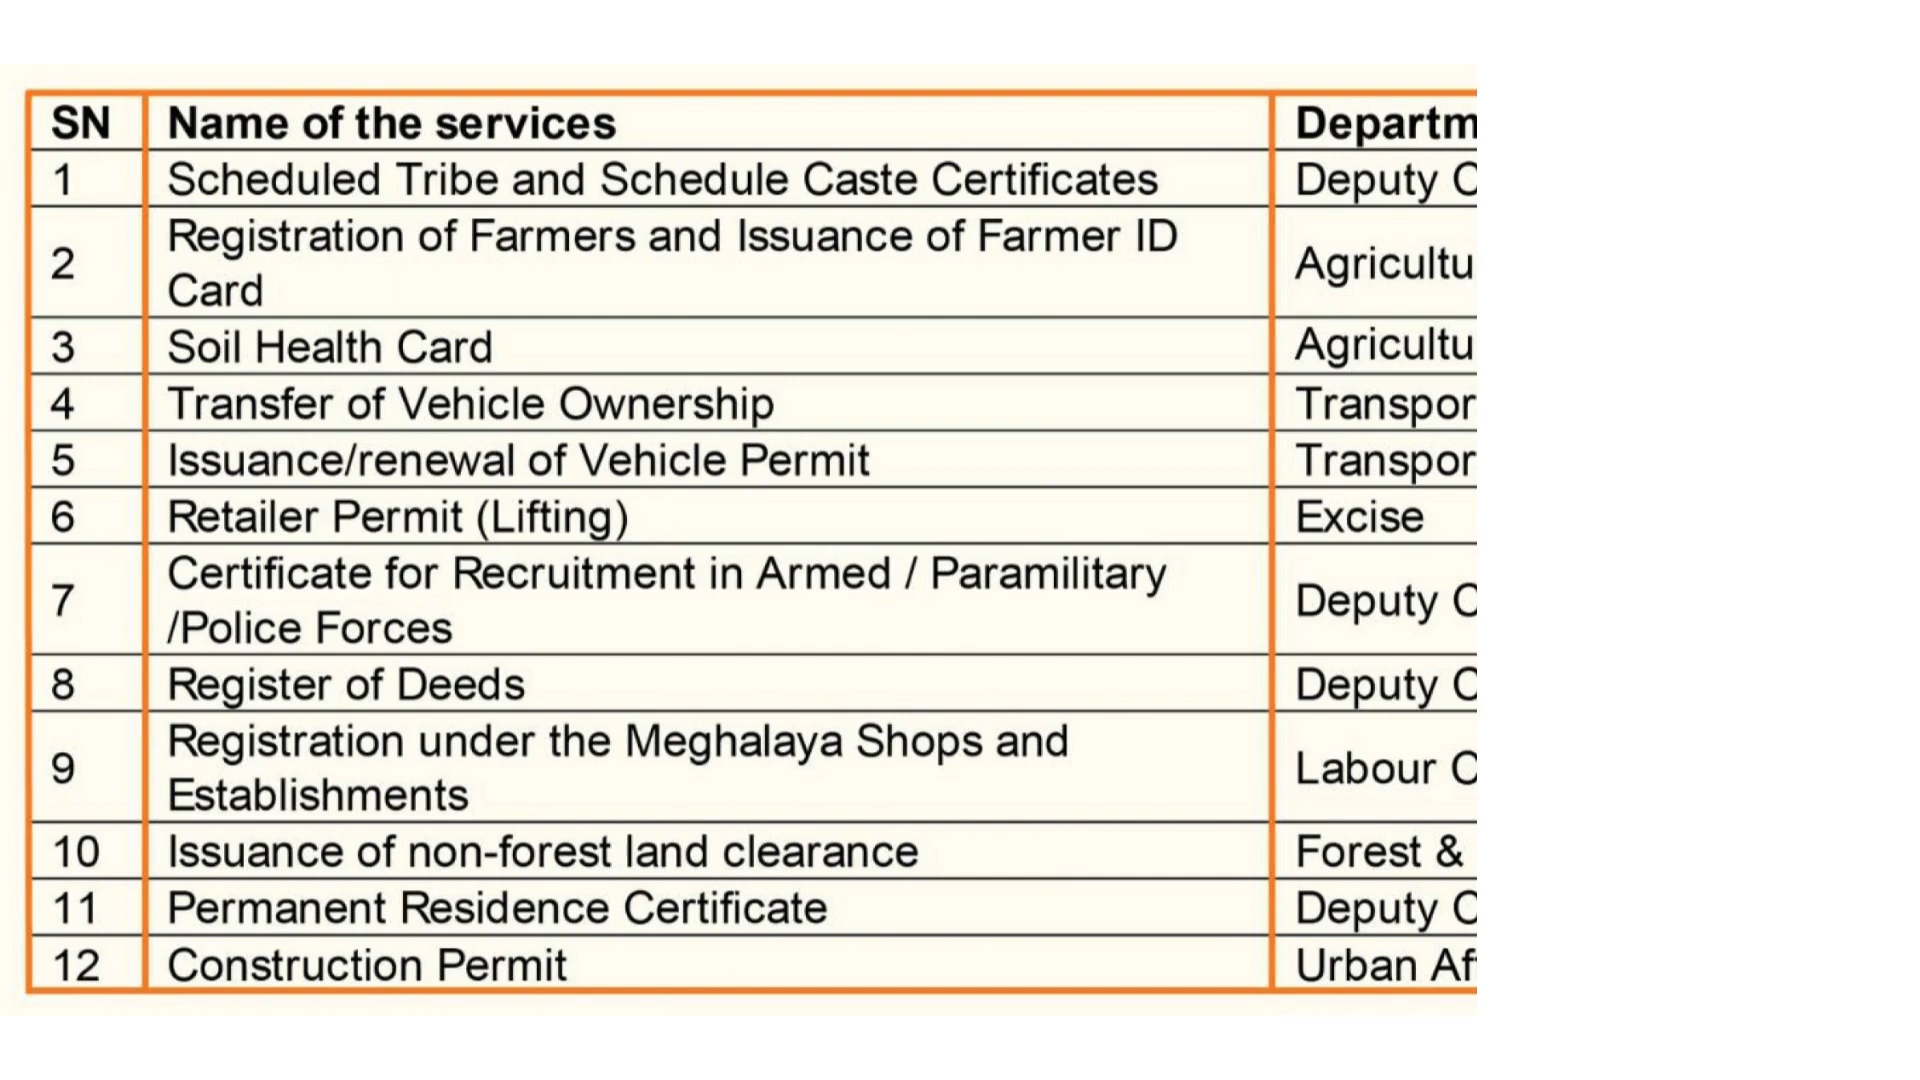 SN Name of the services Departm
1 Scheduled Tribe and Schedule Caste Certificates Deputy C
2 Registration of Farmers and Issuance of Farmer ID
Card Agricultu
3 Soil Health Card Agricultu
4 Transfer of Vehicle Ownership Transpor
5 Issuance/renewal of Vehicle Permit Transpor
6 Retailer Permit (Lifting) Excise
7 Certificate for Recruitment in Armed / Paramilitary
/Police Forces Deputy C
8 Register of Deeds Deputy C
9 Registration under the Meghalaya Shops and
Establishments Labour C
10 Issuance of non-forest land clearance Forest &
11 Permanent Residence Certificate Deputy C
12 Construction Permit Urban Af